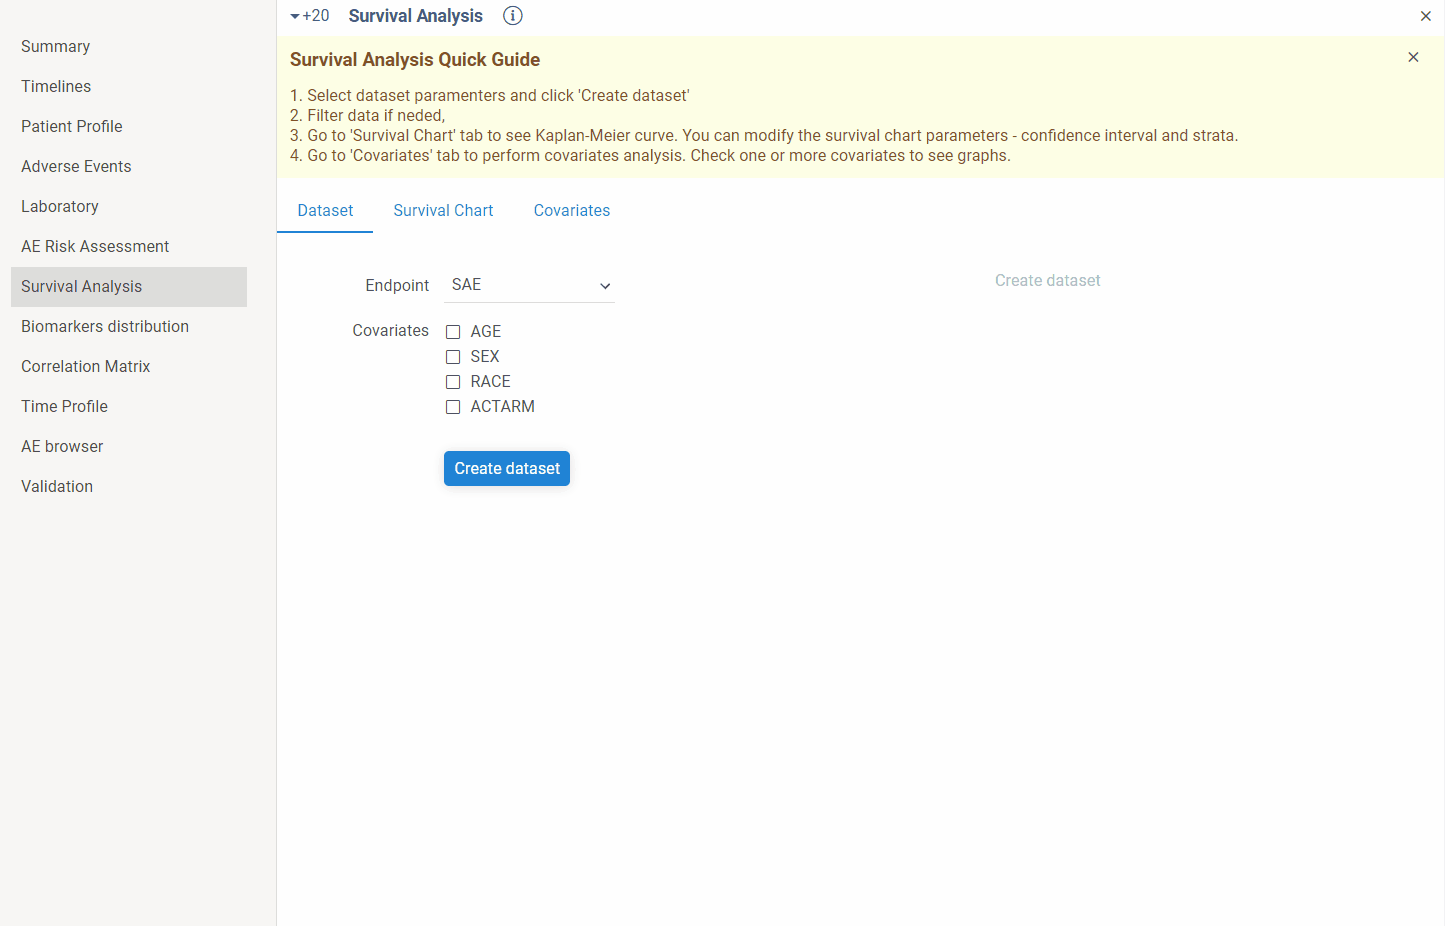 Summary
Timelines
Patient Profile
Adverse Events
Laboratory
AE Risk Assessment
Survival Analysis
Biomarkers distribution
Correlation Matrix
Time Profile
AE browser
Validation
+20 Survival Analysis
Survival Analysis Quick Guide
1. Select dataset paramenters and click 'Create dataset'
2. Filter data if neded,
3. Go to 'Survival Chart' tab to see Kaplan-Meier curve. You can modify the survival chart parameters - confidence interval and strata.
4. Go to 'Covariates' tab to perform covariates analysis. Check one or more covariates to see graphs.
Dataset Survival Chart Covariates
Endpoint SAE
Covariates AGE
SEX
RACE
ACTARM
Create dataset
Create dataset